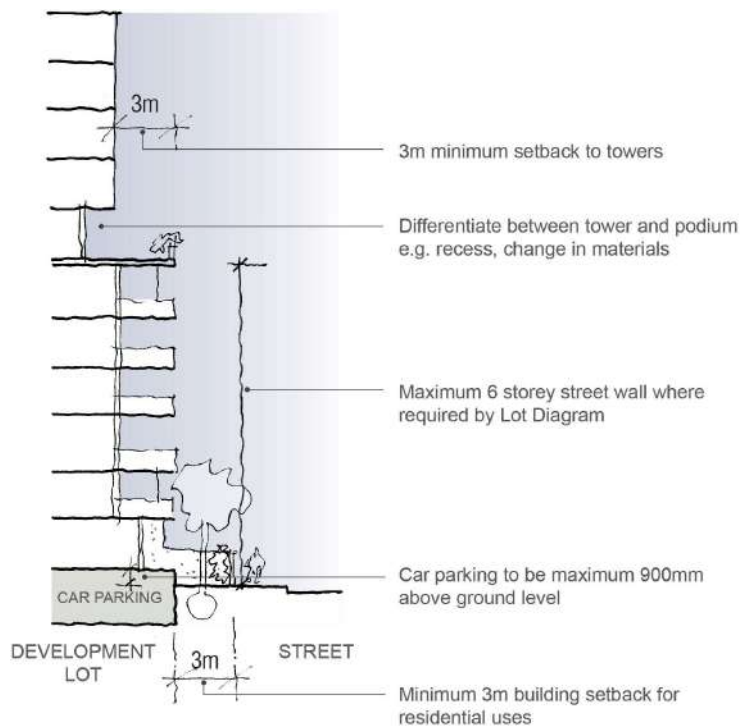 3m
3m minimum setback to towers
Differentiate between tower and podium
e.g. recess, change in materials
Maximum 6 storey street wall where
required by Lot Diagram
Car parking to be maximum 900mm
above ground level
CAR PARKING
DEVELOPMENT
LOT
STREET
3m
Minimum 3m building setback for
residential uses